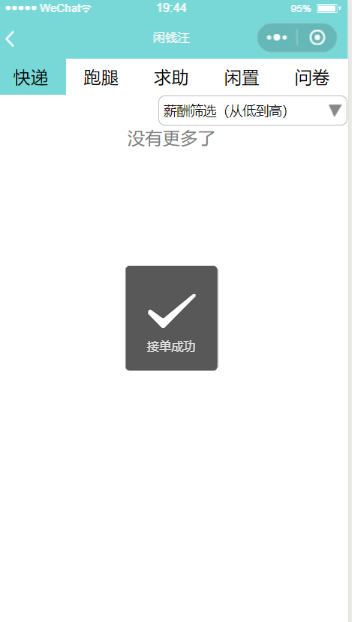 WeChat 19:44 95%
闲钱汪
快递 跑腿 求助 闲置 问卷
薪酬筛选（从低到高）
没有更多了
接单成功